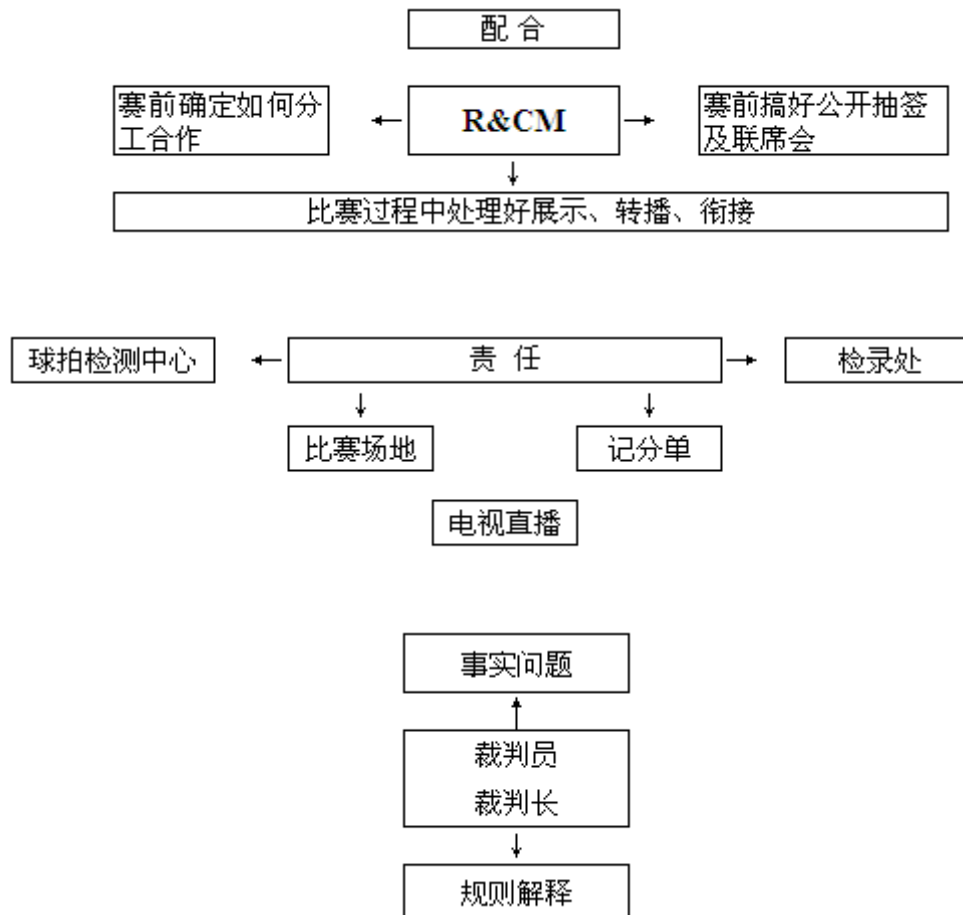 配 合
赛前确定如何分
工合作
R&CM
赛前搞好公开抽签
及联席会
比赛过程中处理好展示、转播、衔接
球拍检测中心
责 任
检录处
比赛场地
记分单
电视直播
事实问题
裁判员
裁判长
规则解释